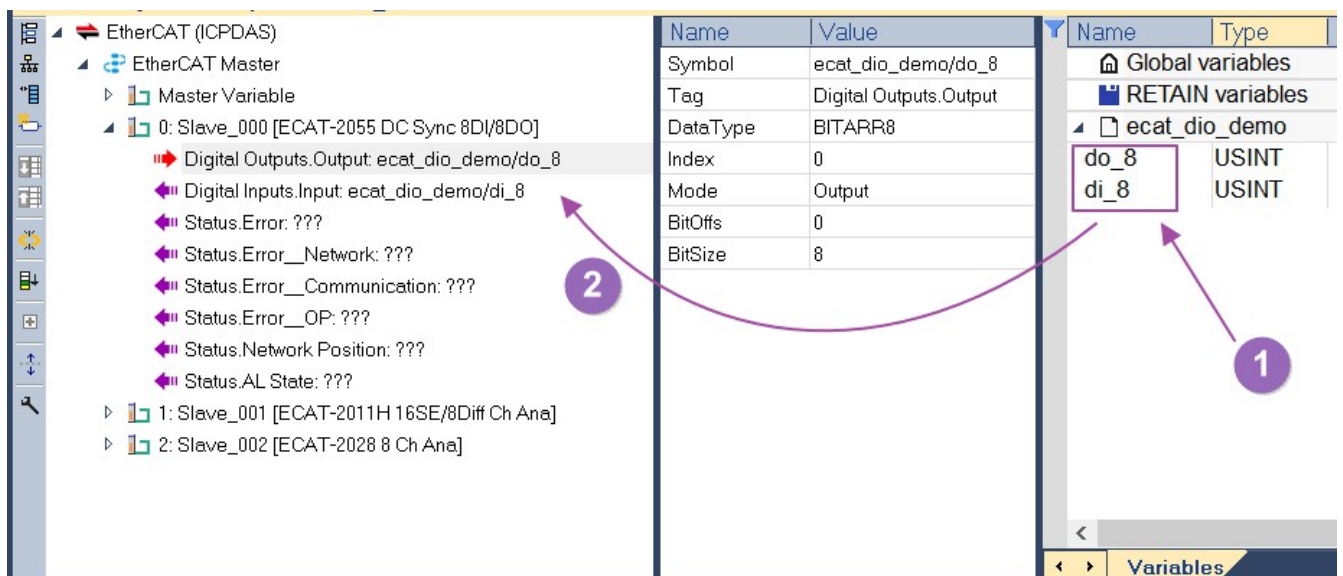 EtherCAT (ICPDAS)
EtherCAT Master
Master Variable
0: Slave_000 [ECAT-2055 DC Sync 8DI/8DO]
Digital Outputs.Output: ecat_dio_demo/do_8
Digital Inputs.Input: ecat_dio_demo/di_8
Status.Error: ???
Status.Error__Network: ???
Status.Error__Communication: ???
Status.Error__OP: ???
Status.Network Position: ???
Status.AL State: ???
1: Slave_001 [ECAT-2011H 16SE/8Diff Ch Ana]
2: Slave_002 [ECAT-2028 8 Ch Ana]
2
Name Value
Symbol ecat_dio_demo/do_8
Tag Digital Outputs.Output
DataType BITARR8
Index 0
Mode Output
BitOffs 0
BitSize 8
Name Type
Global variables
RETAIN variables
ecat_dio_demo
do_8 USINT
di_8 USINT
1
Variables